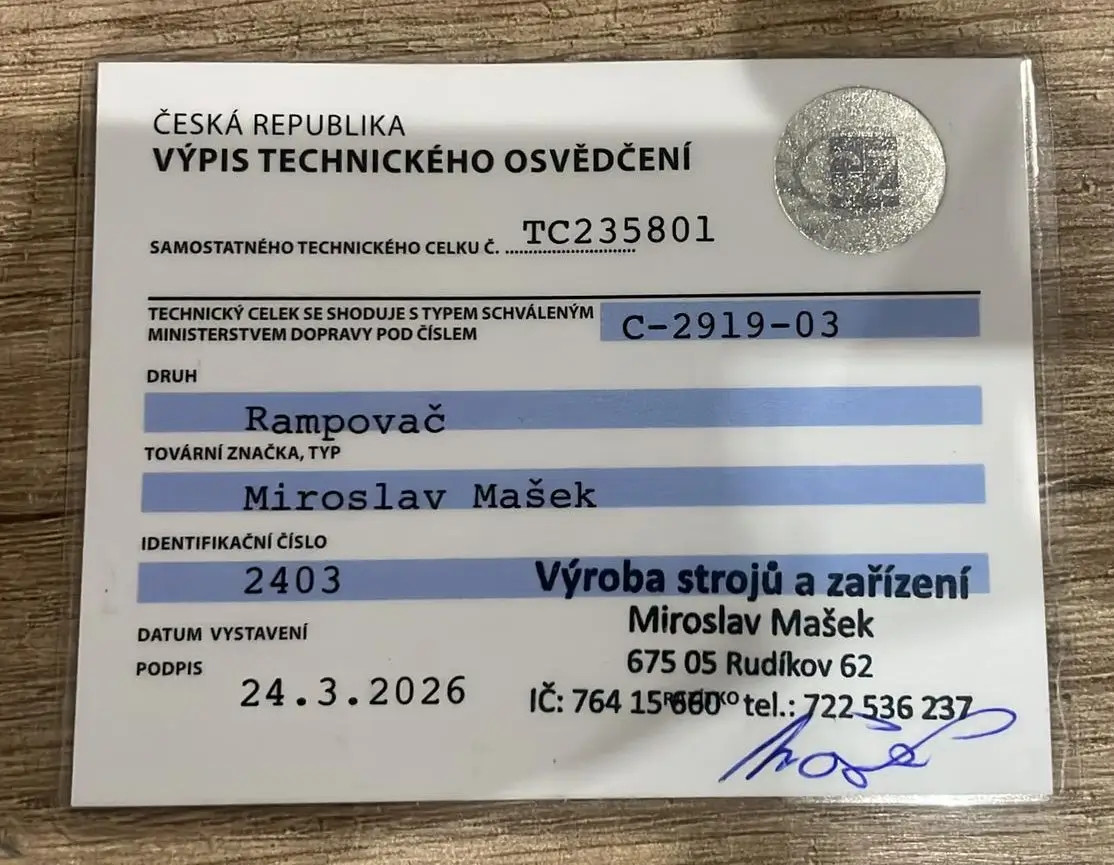 ČESKÁ REPUBLIKA
VÝPIS TECHNICKÉHO OSVĚDČENÍ
SAMOSTATNÉHO TECHNICKÉHO CELKU Č. TC235801
TECHNICKÝ CELEK SE SHODUJE S TYPEM SCHVÁLENÝM
MINISTERSTVEM DOPRAVY POD ČÍSLEM C-2919-03
DRUH
Rampovač
TOVÁRNÍ ZNAČKA, TYP
Miroslav Mašek
IDENTIFIKAČNÍ ČÍSLO
2403
DATUM VYSTAVENÍ
PODPIS
24.3.2026
Výroba strojů a zařízení
Miroslav Mašek
675 05 Rudíkov 62
IČ: 764 15 660 tel.: 722 536 237